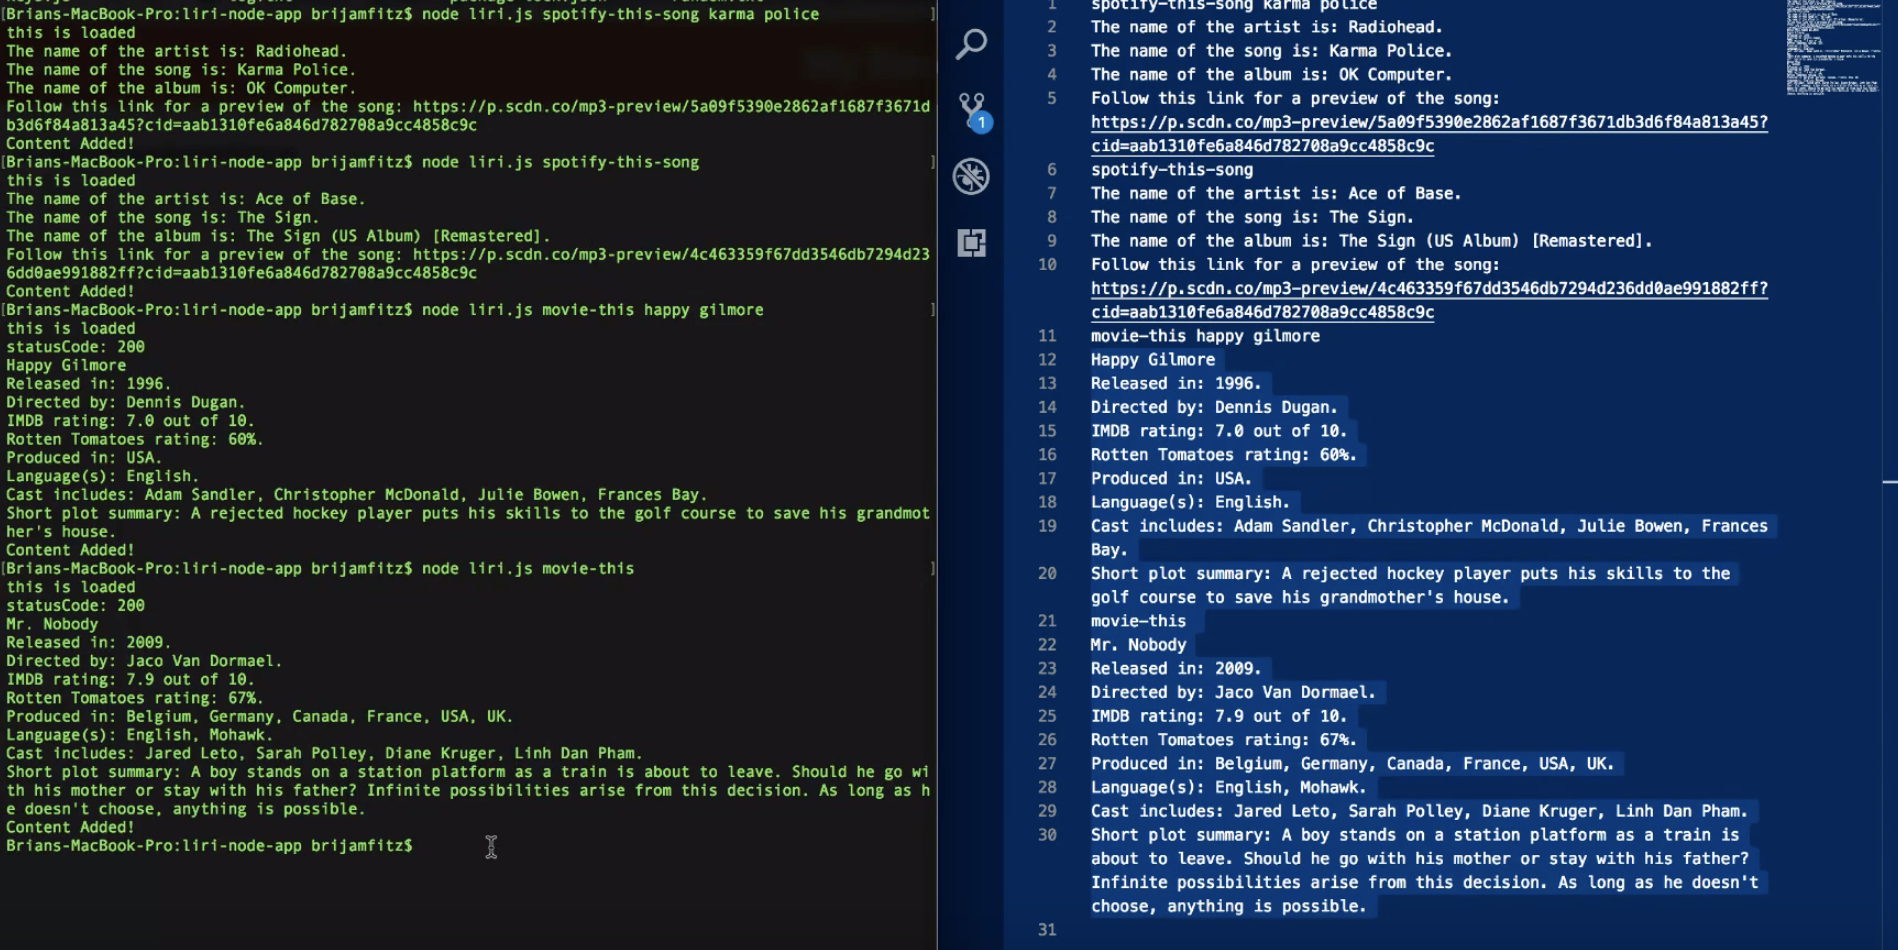 [Brians-MacBook-Pro:liri-node-app brijamfitz$ node liri.js spotify-this-song karma police ]
this is loaded
The name of the artist is: Radiohead.
The name of the song is: Karma Police.
The name of the album is: OK Computer.
Follow this link for a preview of the song: https://p.scdn.co/mp3-preview/5a09f5390e2862af1687f3671d
b3d6f84a813a45?cid=aab1310fe6a846d782708a9cc4858c9c
Content Added!
[Brians-MacBook-Pro:liri-node-app brijamfitz$ node liri.js spotify-this-song ]
this is loaded
The name of the artist is: Ace of Base.
The name of the song is: The Sign.
The name of the album is: The Sign (US Album) [Remastered].
Follow this link for a preview of the song: https://p.scdn.co/mp3-preview/4c463359f67dd3546db7294d23
6dd0ae991882ff?cid=aab1310fe6a846d782708a9cc4858c9c
Content Added!
[Brians-MacBook-Pro:liri-node-app brijamfitz$ node liri.js movie-this happy gilmore ]
this is loaded
statusCode: 200
Happy Gilmore
Released in: 1996.
Directed by: Dennis Dugan.
IMDB rating: 7.0 out of 10.
Rotten Tomatoes rating: 60%.
Produced in: USA.
Language(s): English.
Cast includes: Adam Sandler, Christopher McDonald, Julie Bowen, Frances Bay.
Short plot summary: A rejected hockey player puts his skills to the golf course to save his grandmot
her's house.
Content Added!
[Brians-MacBook-Pro:liri-node-app brijamfitz$ node liri.js movie-this ]
this is loaded
statusCode: 200
Mr. Nobody
Released in: 2009.
Directed by: Jaco Van Dormael.
IMDB rating: 7.9 out of 10.
Rotten Tomatoes rating: 67%.
Produced in: Belgium, Germany, Canada, France, USA, UK.
Language(s): English, Mohawk.
Cast includes: Jared Leto, Sarah Polley, Diane Kruger, Linh Dan Pham.
Short plot summary: A boy stands on a station platform as a train is about to leave. Should he go wi
th his mother or stay with his father? Infinite possibilities arise from this decision. As long as h
e doesn't choose, anything is possible.
Content Added!
Brians-MacBook-Pro:liri-node-app brijamfitz$
1
1 spotify-this-song karma police
2 The name of the artist is: Radiohead.
3 The name of the song is: Karma Police.
4 The name of the album is: OK Computer.
5 Follow this link for a preview of the song:
https://p.scdn.co/mp3-preview/5a09f5390e2862af1687f3671db3d6f84a813a45?
cid=aab1310fe6a846d782708a9cc4858c9c
6 spotify-this-song
7 The name of the artist is: Ace of Base.
8 The name of the song is: The Sign.
9 The name of the album is: The Sign (US Album) [Remastered].
10 Follow this link for a preview of the song:
https://p.scdn.co/mp3-preview/4c463359f67dd3546db7294d236dd0ae991882ff?
cid=aab1310fe6a846d782708a9cc4858c9c
11 movie-this happy gilmore
12 Happy Gilmore
13 Released in: 1996.
14 Directed by: Dennis Dugan.
15 IMDB rating: 7.0 out of 10.
16 Rotten Tomatoes rating: 60%.
17 Produced in: USA.
18 Language(s): English.
19 Cast includes: Adam Sandler, Christopher McDonald, Julie Bowen, Frances
Bay.
20 Short plot summary: A rejected hockey player puts his skills to the
golf course to save his grandmother's house.
21 movie-this
22 Mr. Nobody
23 Released in: 2009.
24 Directed by: Jaco Van Dormael.
25 IMDB rating: 7.9 out of 10.
26 Rotten Tomatoes rating: 67%.
27 Produced in: Belgium, Germany, Canada, France, USA, UK.
28 Language(s): English, Mohawk.
29 Cast includes: Jared Leto, Sarah Polley, Diane Kruger, Linh Dan Pham.
30 Short plot summary: A boy stands on a station platform as a train is
about to leave. Should he go with his mother or stay with his father?
Infinite possibilities arise from this decision. As long as he doesn't
choose, anything is possible.
31